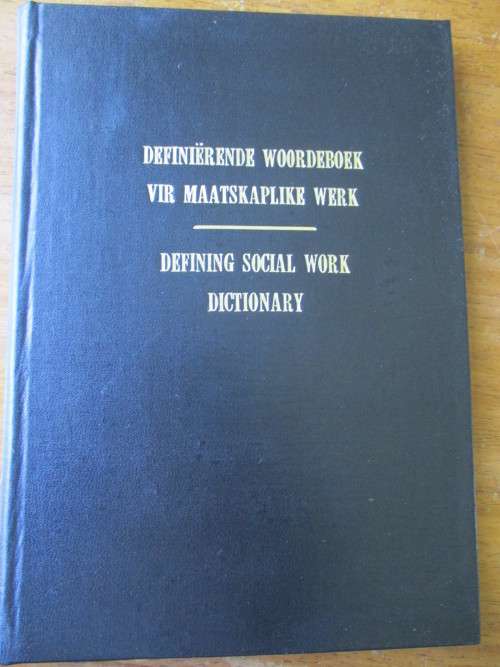 DEFINIËRENDE WOORDEBOEK
VIR MAATSKAPLIKE WERK
DEFINING SOCIAL WORK
DICTIONARY